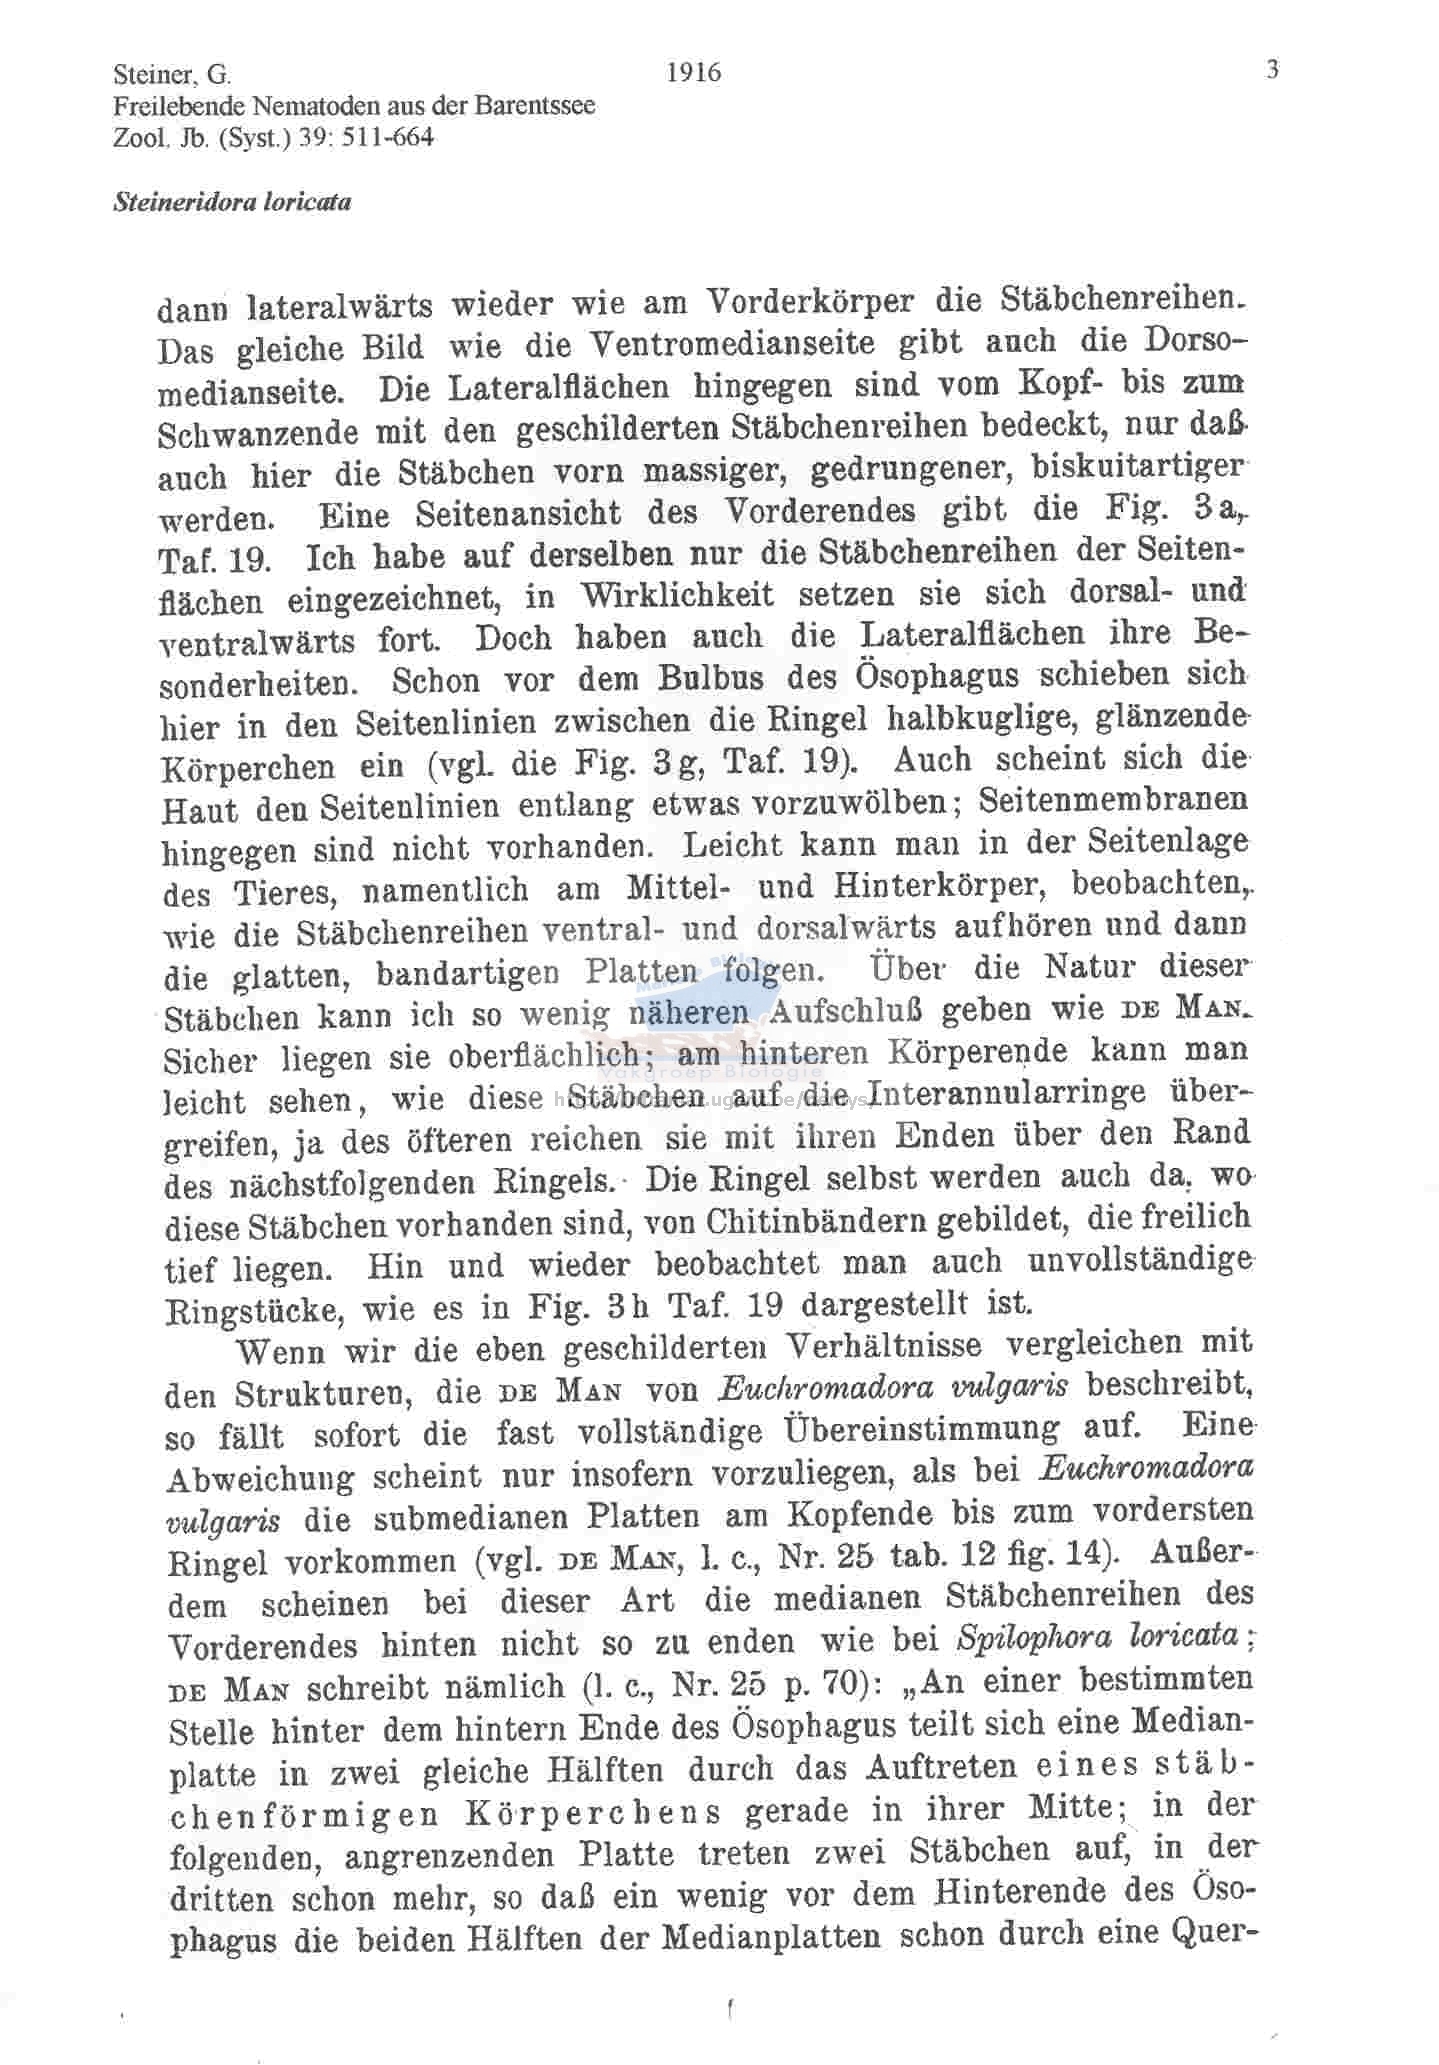 Steiner, G. 1916 3
Freilebende Nematoden aus der Barentssee
Zool. Jb. (Syst.) 39: 511-664
Steineridora loricata
dann lateralwärts wieder wie am Vorderkörper die Stäbchenreihen.
Das gleiche Bild wie die Ventromedianseite gibt auch die Dorso-
medianseite. Die Lateralflächen hingegen sind vom Kopf- bis zum
Schwanzende mit den geschilderten Stäbchenreihen bedeckt, nur daß
auch hier die Stäbchen vorn massiger, gedrungener, biskuitartiger
werden. Eine Seitenansicht des Vorderendes gibt die Fig. 3a,
Taf. 19. Ich habe auf derselben nur die Stäbchenreihen der Seiten-
flächen eingezeichnet, in Wirklichkeit setzen sie sich dorsal- und
ventralwärts fort. Doch haben auch die Lateralflächen ihre Be-
sonderheiten. Schon vor dem Bulbus des Ösophagus schieben sich
hier in den Seitenlinien zwischen die Ringel halbkuglige, glänzende
Körperchen ein (vgl. die Fig. 3g, Taf. 19). Auch scheint sich die
Haut den Seitenlinien entlang etwas vorzuwölben; Seitenmembranen
hingegen sind nicht vorhanden. Leicht kann man in der Seitenlage
des Tieres, namentlich am Mittel- und Hinterkörper, beobachten,
wie die Stäbchenreihen ventral- und dorsalwärts aufhören und dann
die glatten, bandartigen Platten folgen. Über die Natur dieser
Stäbchen kann ich so wenig näheren Aufschluß geben wie DE MAN.
Sicher liegen sie oberflächlich; am hinteren Körperende kann man
leicht sehen, wie diese Stäbchen auf die Interannularringe über-
greifen, ja des öfteren reichen sie mit ihren Enden über den Rand
des nächstfolgenden Ringels. Die Ringel selbst werden auch da, wo
diese Stäbchen vorhanden sind, von Chitinbändern gebildet, die freilich
tief liegen. Hin und wieder beobachtet man auch unvollständige
Ringstücke, wie es in Fig. 3h Taf. 19 dargestellt ist.
Wenn wir die eben geschilderten Verhältnisse vergleichen mit
den Strukturen, die DE MAN von Euchromadora vulgaris beschreibt,
so fällt sofort die fast vollständige Übereinstimmung auf. Eine
Abweichung scheint nur insofern vorzuliegen, als bei Euchromadora
vulgaris die submedianen Platten am Kopfende bis zum vordersten
Ringel vorkommen (vgl. DE MAN, l. c., Nr. 25 tab. 12 fig. 14). Außer-
dem scheinen bei dieser Art die medianen Stäbchenreihen des
Vorderendes hinten nicht so zu enden wie bei Spilophora loricata;
DE MAN schreibt nämlich (l. c., Nr. 25 p. 70): „An einer bestimmten
Stelle hinter dem hintern Ende des Ösophagus teilt sich eine Median-
platte in zwei gleiche Hälften durch das Auftreten eines stäb-
chenförmigen Körperchens gerade in ihrer Mitte; in der
folgenden, angrenzenden Platte treten zwei Stäbchen auf, in der
dritten schon mehr, so daß ein wenig vor dem Hinterende des Öso-
phagus die beiden Hälften der Medianplatten schon durch eine Quer-